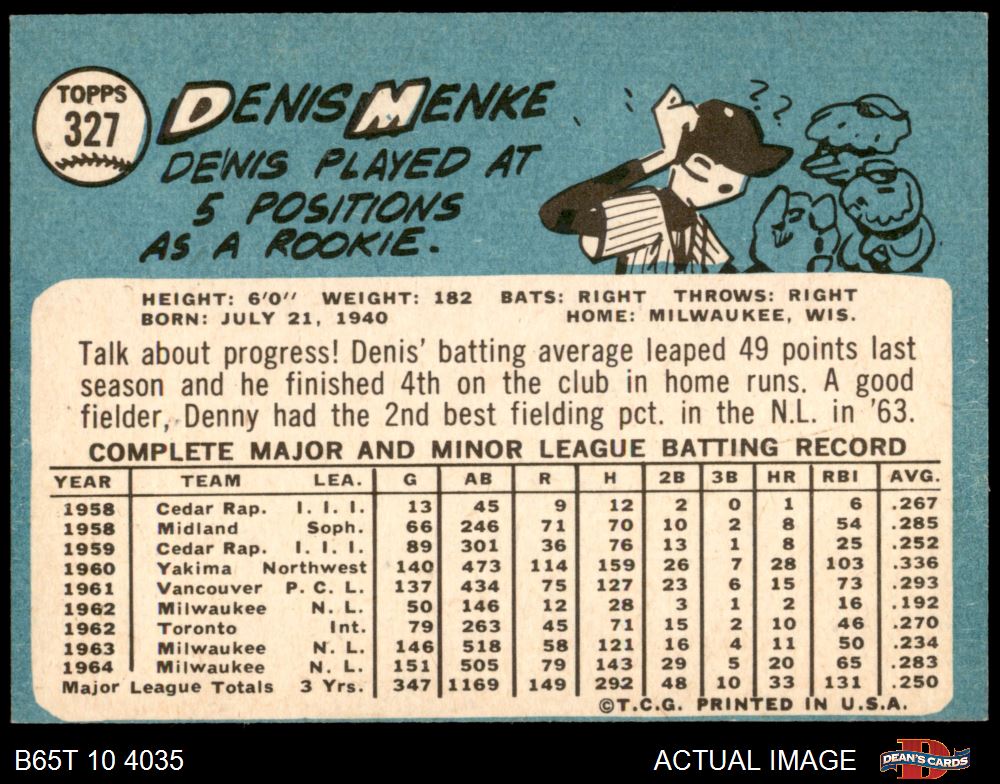 TOPPS
327
DENIS MENKE
DENIS PLAYED AT
5 POSITIONS
AS A ROOKIE.
? ?
HEIGHT: 6'0" WEIGHT: 182 BATS: RIGHT THROWS: RIGHT
BORN: JULY 21, 1940 HOME: MILWAUKEE, WIS.
Talk about progress! Denis' batting average leaped 49 points last
season and he finished 4th on the club in home runs. A good
fielder, Denny had the 2nd best fielding pct. in the N.L. in '63.
COMPLETE MAJOR AND MINOR LEAGUE BATTING RECORD
YEAR TEAM LEA. G AB R H 2B 3B HR RBI AVG.
1958 Cedar Rap. I. I. I. 13 45 9 12 2 0 1 6 .267
1958 Midland Soph. 66 246 71 70 10 2 8 54 .285
1959 Cedar Rap. I. I. I. 89 301 36 76 13 1 8 25 .252
1960 Yakima Northwest 140 473 114 159 26 7 28 103 .336
1961 Vancouver P. C. L. 137 434 75 127 23 6 15 73 .293
1962 Milwaukee N. L. 50 146 12 28 3 1 2 16 .192
1962 Toronto Int. 79 263 45 71 15 2 10 46 .270
1963 Milwaukee N. L. 146 518 58 121 16 4 11 50 .234
1964 Milwaukee N. L. 151 505 79 143 29 5 20 65 .283
Major League Totals 3 Yrs. 347 1169 149 292 48 10 33 131 .250
©T.C.G. PRINTED IN U.S.A.
B65T 10 4035 ACTUAL IMAGE D DEAN'S CARDS